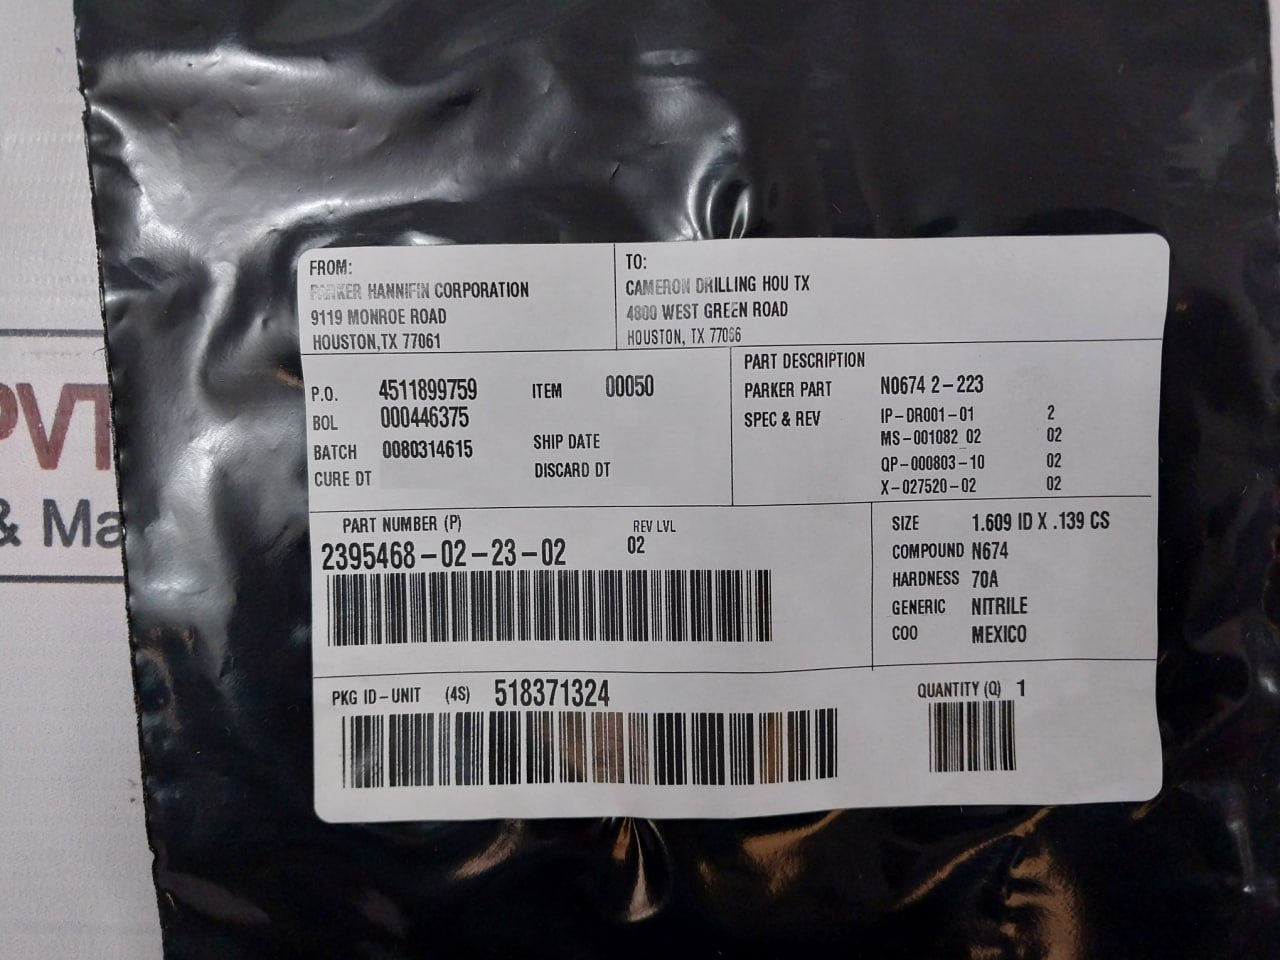 FROM:
PARKER HANNIFIN CORPORATION
9119 MONROE ROAD
HOUSTON,TX 77061
TO:
CAMERON DRILLING HOU TX
4800 WEST GREEN ROAD
HOUSTON, TX 77066
P.O. 4511899759 ITEM 00050
BOL 000446375
BATCH 0080314615 SHIP DATE
CURE DT DISCARD DT
PART DESCRIPTION
PARKER PART N0674 2-223
SPEC & REV IP-DR001-01 2
MS-001082 02 02
QP-000803-10 02
X-027520-02 02
PART NUMBER (P) REV LVL
2395468-02-23-02 02
SIZE 1.609 ID X .139 CS
COMPOUND N674
HARDNESS 70A
GENERIC NITRILE
COO MEXICO
PKG ID-UNIT (4S) 518371324
QUANTITY (Q) 1
PVT
& Ma